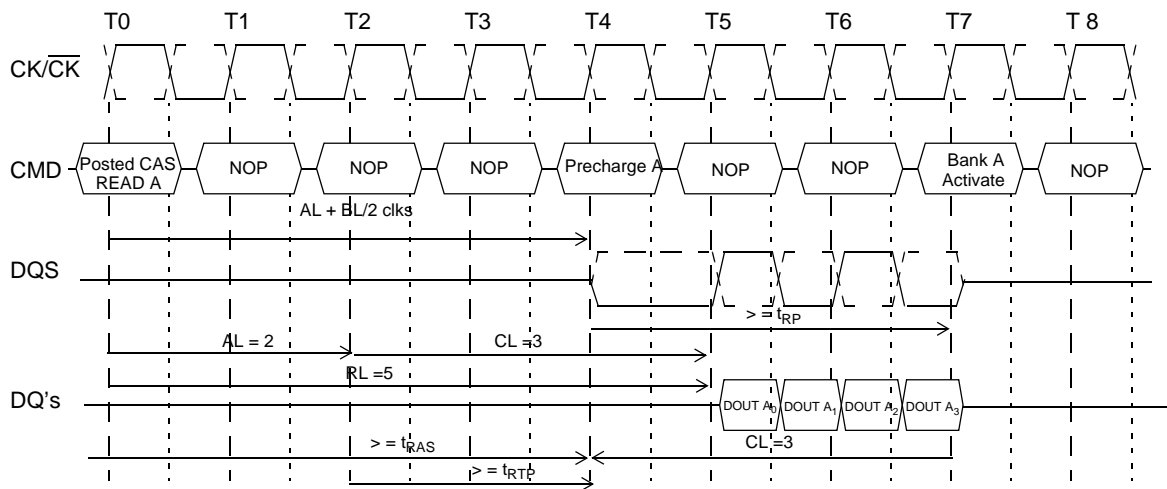 T0 T1 T2 T3 T4 T5 T6 T7 T 8
CK/CK
CMD
Posted CAS
READ A
NOP
NOP
NOP
Precharge A
NOP
NOP
Bank A
Activate
NOP
AL + BL/2 clks
DQS
> = tRP
AL = 2
CL =3
RL =5
DQ's
DOUT A0
DOUT A1
DOUT A2
DOUT A3
> = tRAS
CL =3
> = tRTP